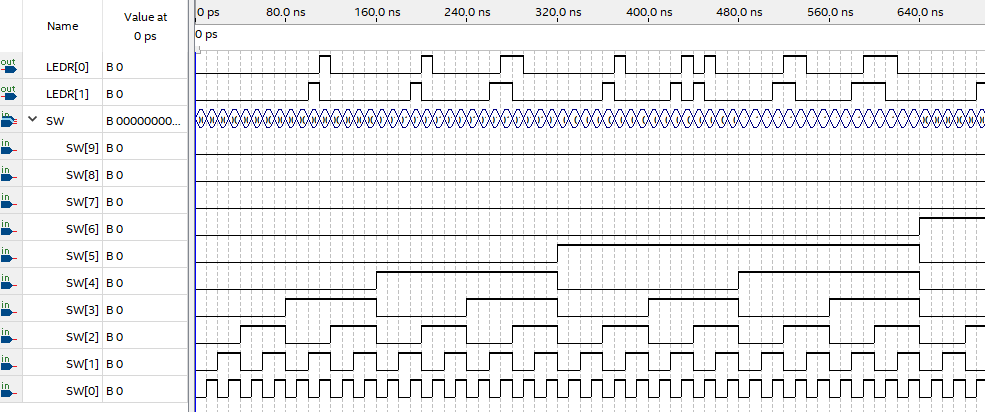 Name
Value at
0 ps
0 ps
80.0 ns
160.0 ns
240.0 ns
320.0 ns
400.0 ns
480.0 ns
560.0 ns
640.0 ns
0 ps
out
LEDR[0]
B 0
out
LEDR[1]
B 0
in
SW
B 00000000...
in
SW[9]
B 0
in
SW[8]
B 0
in
SW[7]
B 0
in
SW[6]
B 0
in
SW[5]
B 0
in
SW[4]
B 0
in
SW[3]
B 0
in
SW[2]
B 0
in
SW[1]
B 0
in
SW[0]
B 0